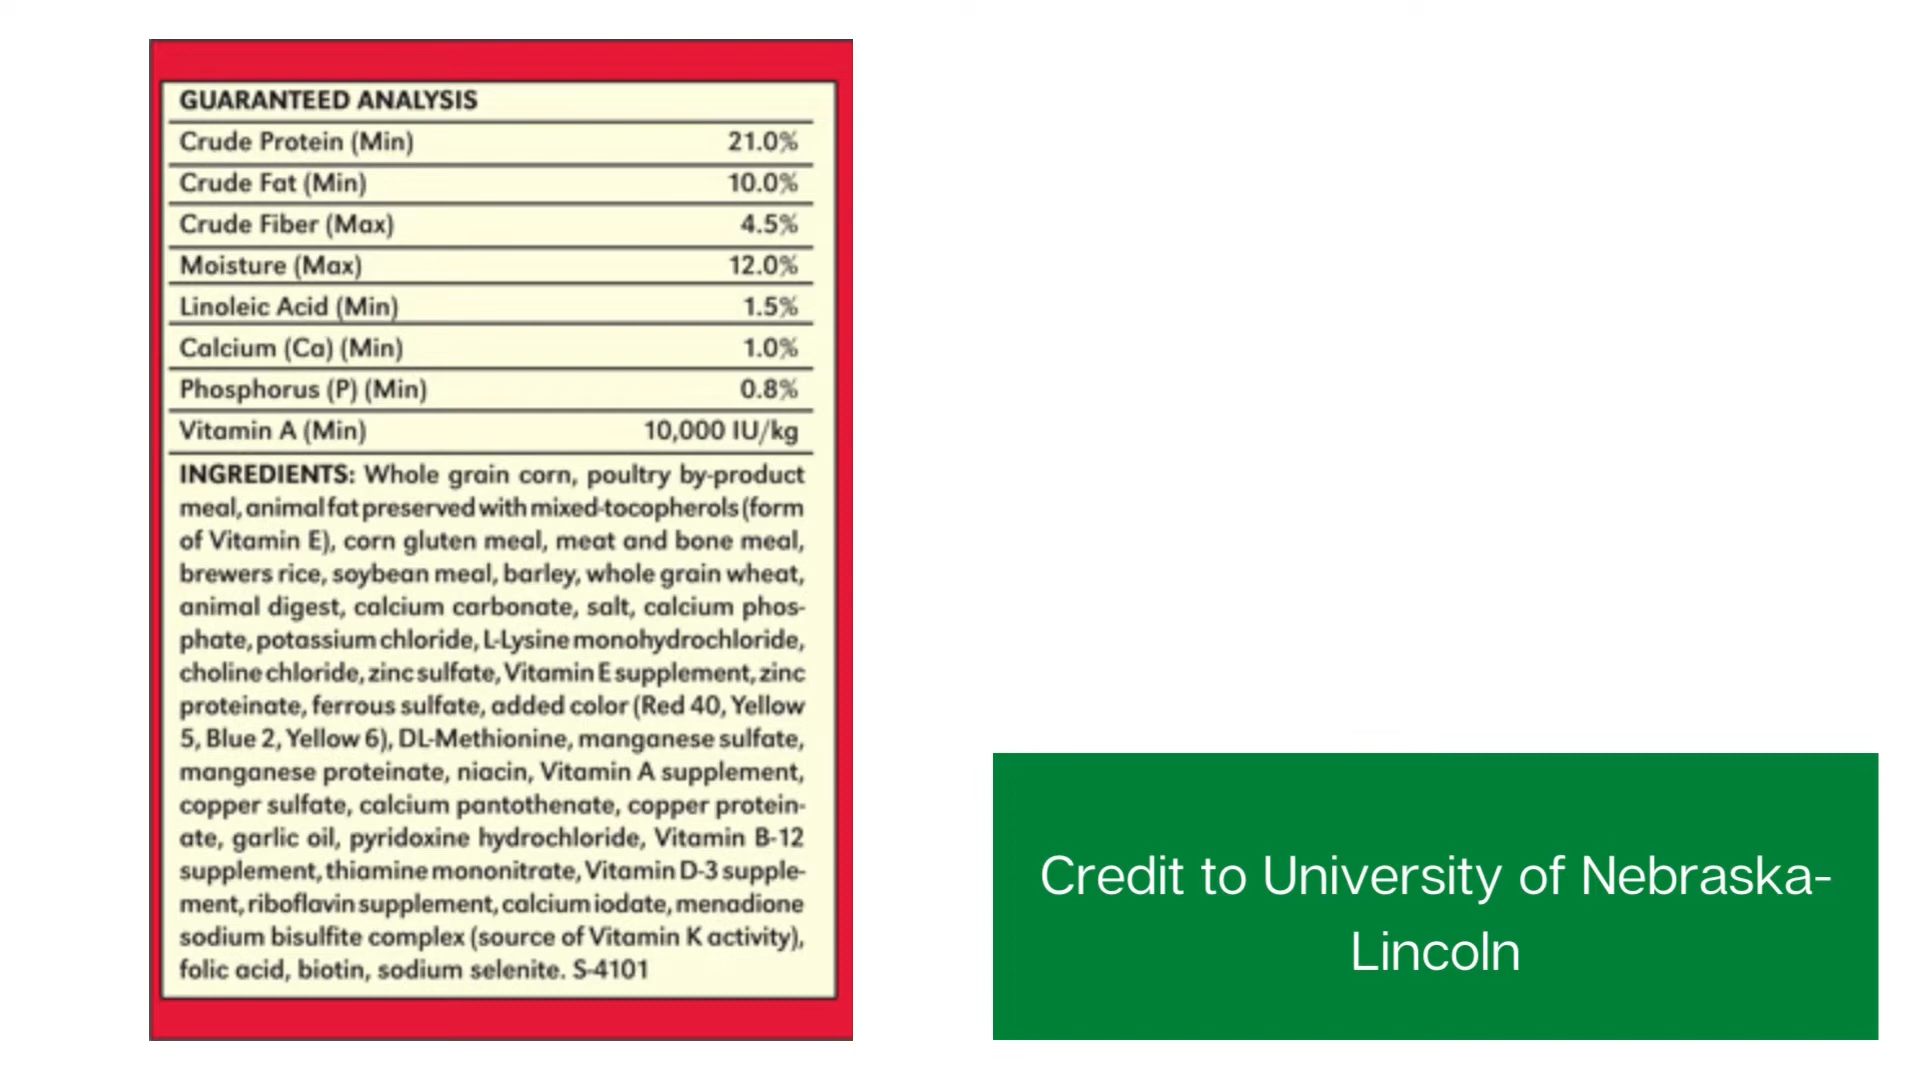 GUARANTEED ANALYSIS
Crude Protein (Min) 21.0%
Crude Fat (Min) 10.0%
Crude Fiber (Max) 4.5%
Moisture (Max) 12.0%
Linoleic Acid (Min) 1.5%
Calcium (Ca) (Min) 1.0%
Phosphorus (P) (Min) 0.8%
Vitamin A (Min) 10,000 IU/kg
INGREDIENTS: Whole grain corn, poultry by-product
meal, animal fat preserved with mixed-tocopherols (form
of Vitamin E), corn gluten meal, meat and bone meal,
brewers rice, soybean meal, barley, whole grain wheat,
animal digest, calcium carbonate, salt, calcium phos-
phate, potassium chloride, L-Lysine monohydrochloride,
choline chloride, zinc sulfate, Vitamin E supplement, zinc
proteinate, ferrous sulfate, added color (Red 40, Yellow
5, Blue 2, Yellow 6), DL-Methionine, manganese sulfate,
manganese proteinate, niacin, Vitamin A supplement,
copper sulfate, calcium pantothenate, copper protein-
ate, garlic oil, pyridoxine hydrochloride, Vitamin B-12
supplement, thiamine mononitrate, Vitamin D-3 supple-
ment, riboflavin supplement, calcium iodate, menadione
sodium bisulfite complex (source of Vitamin K activity),
folic acid, biotin, sodium selenite. S-4101
Credit to University of Nebraska-
Lincoln